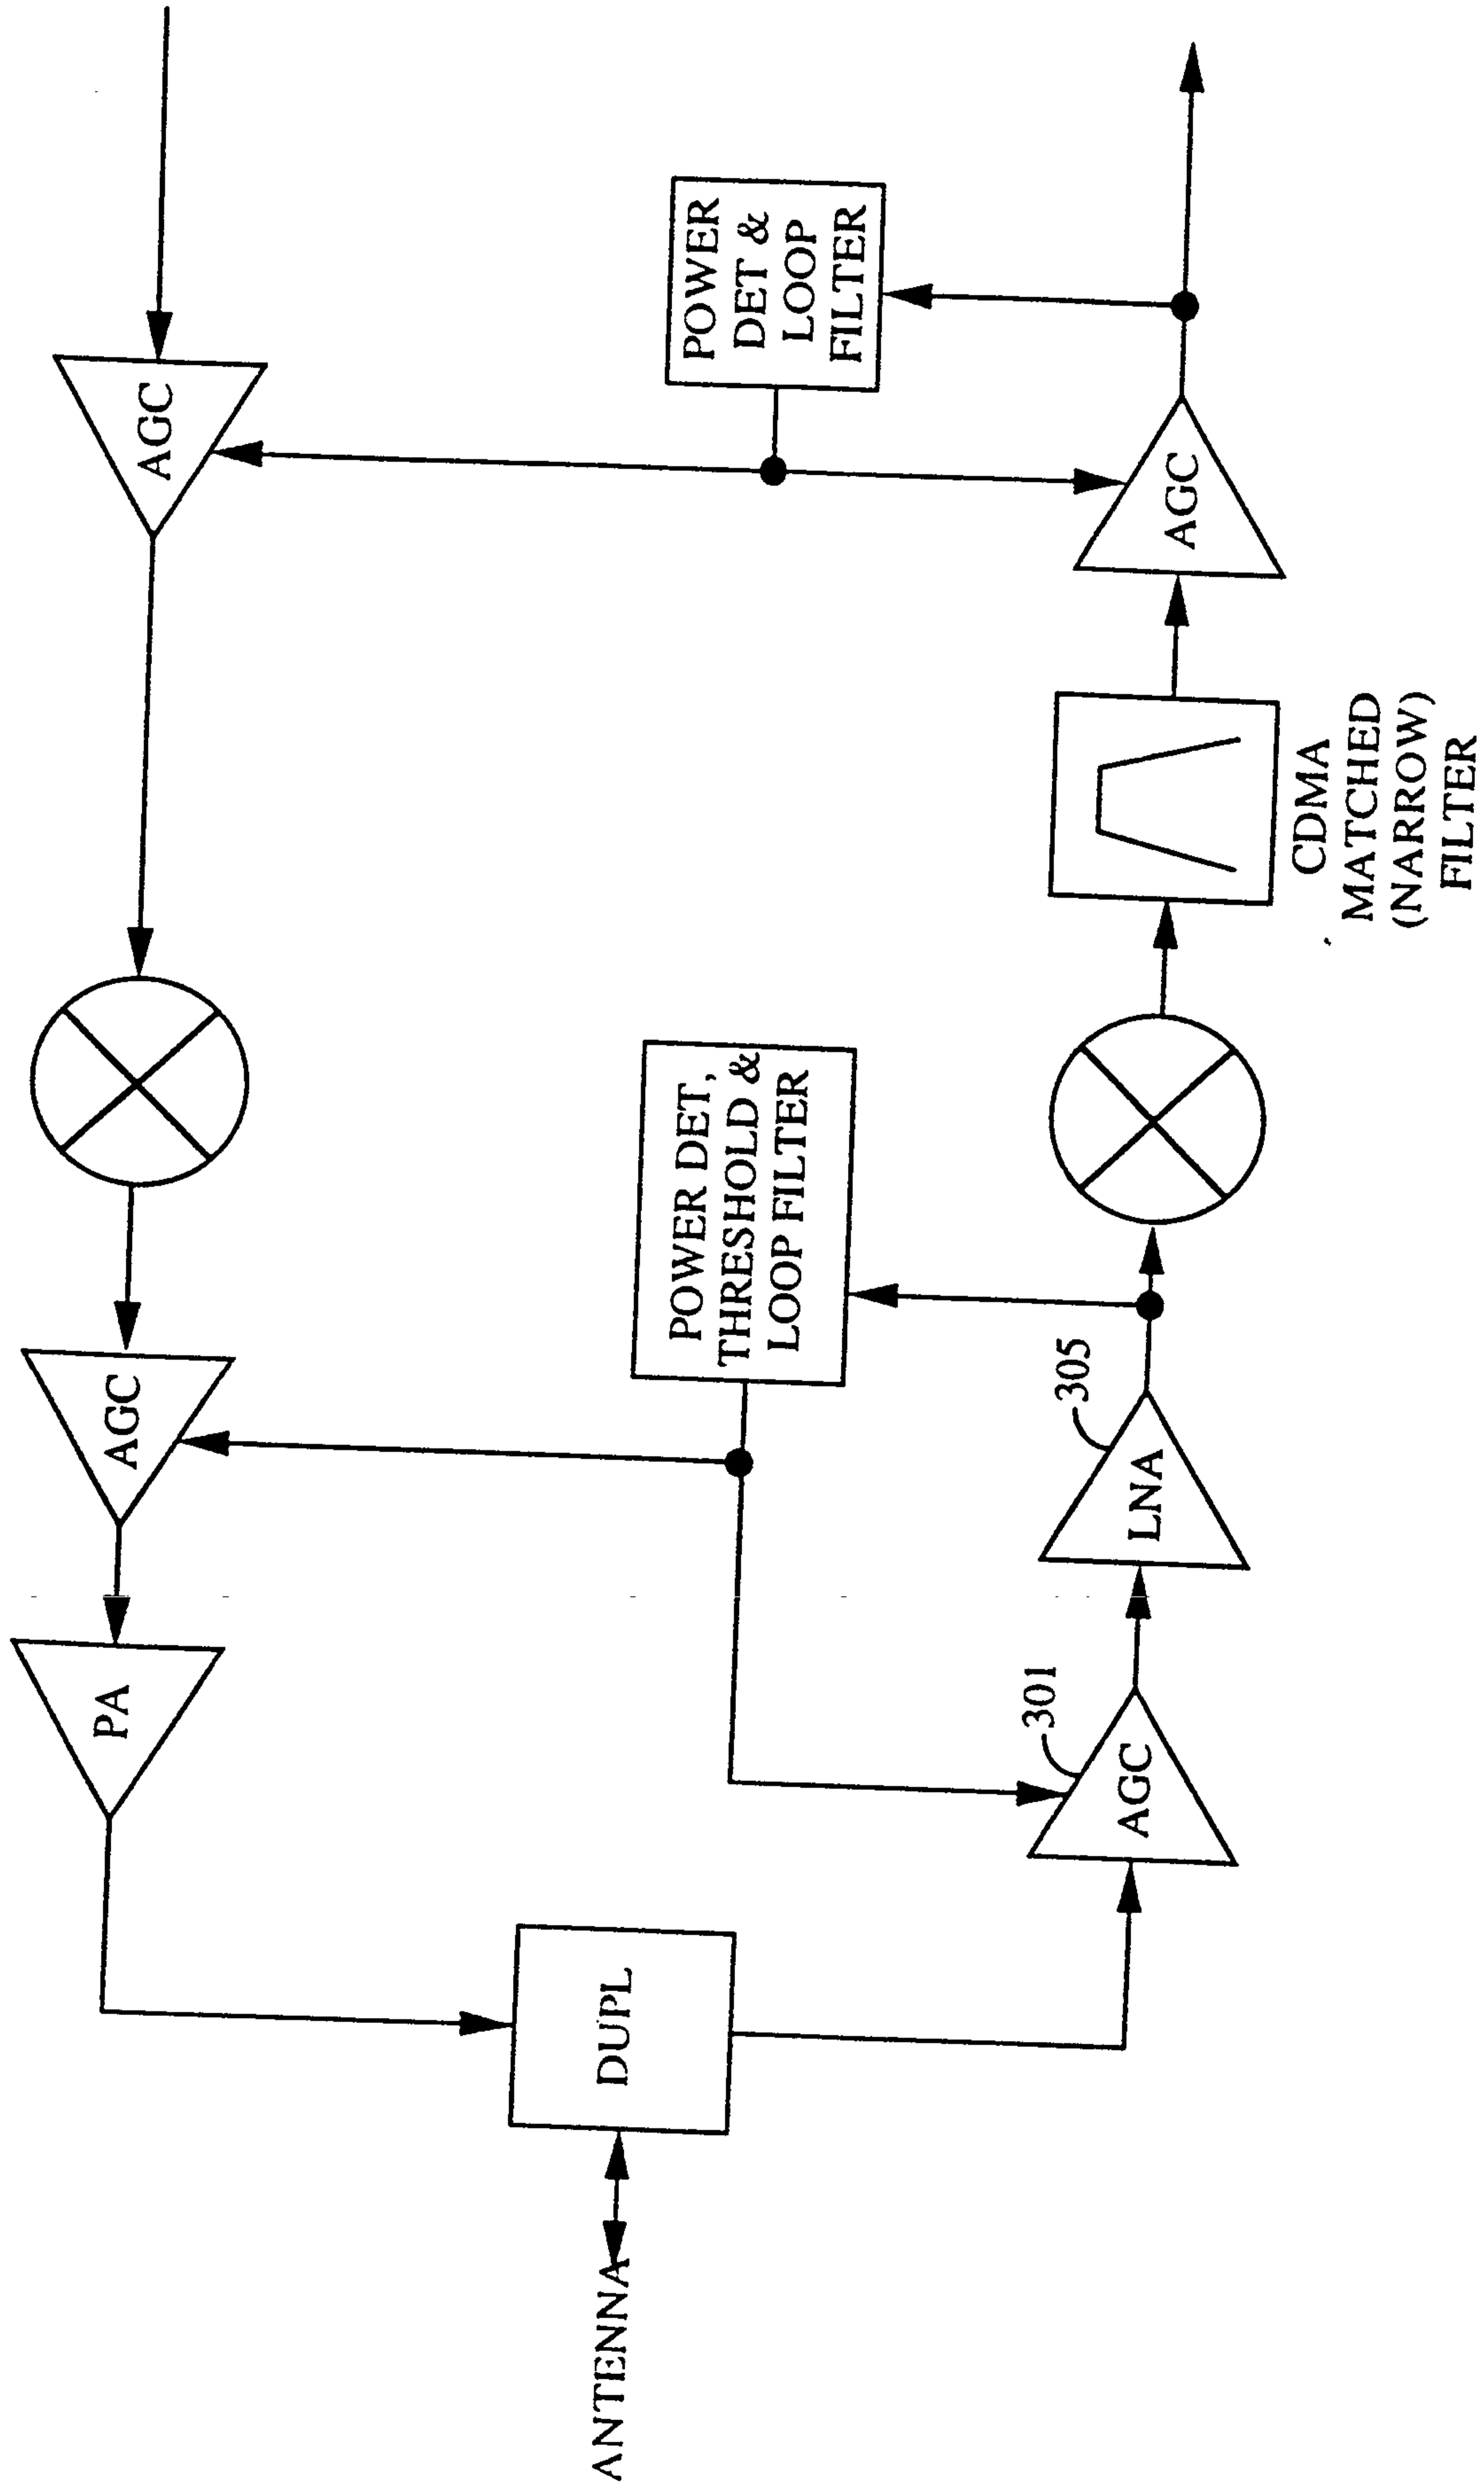 ANTENNA
DUPL
PA
AGC
AGC
POWER DET,
THRESHOLD &
LOOP FILTER
POWER
DET &
LOOP
FILTER
301
AGC
305
LNA
CDMA
MATCHED
(NARROW)
FILTER
AGC